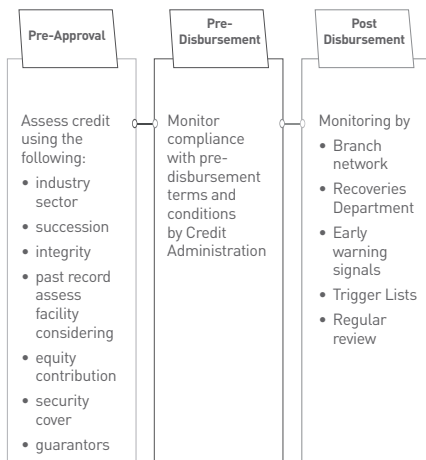 Pre-Approval
Assess credit
using the
following:
• industry
sector
• succession
• integrity
• past record
assess
facility
considering
• equity
contribution
• security
cover
• guarantors
Pre-
Disbursement
Monitor
compliance
with pre-
disbursement
terms and
conditions
by Credit
Administration
Post
Disbursement
Monitoring by
• Branch
network
• Recoveries
Department
• Early
warning
signals
• Trigger Lists
• Regular
review